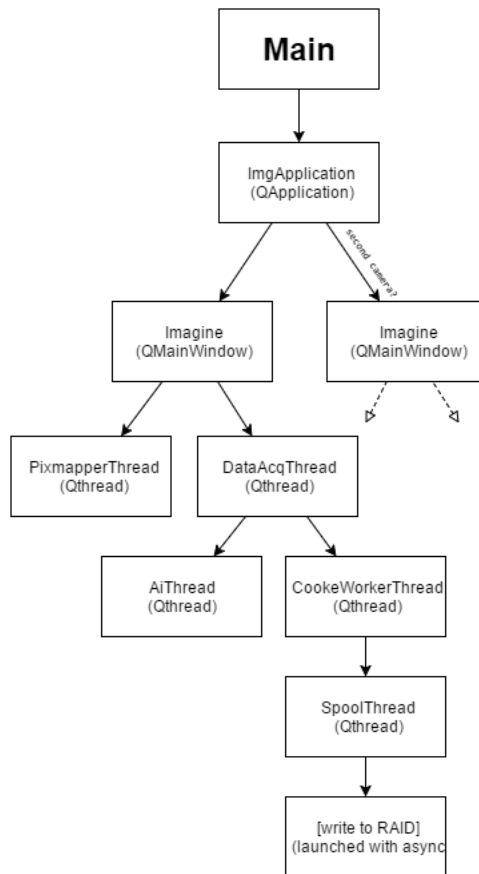 Main
ImgApplication
(QApplication)
second camera?
Imagine
(QMainWindow)
Imagine
(QMainWindow)
PixmapperThread
(Qthread)
DataAcqThread
(Qthread)
AiThread
(Qthread)
CookeWorkerThread
(Qthread)
SpoolThread
(Qthread)
[write to RAID]
(launched with async